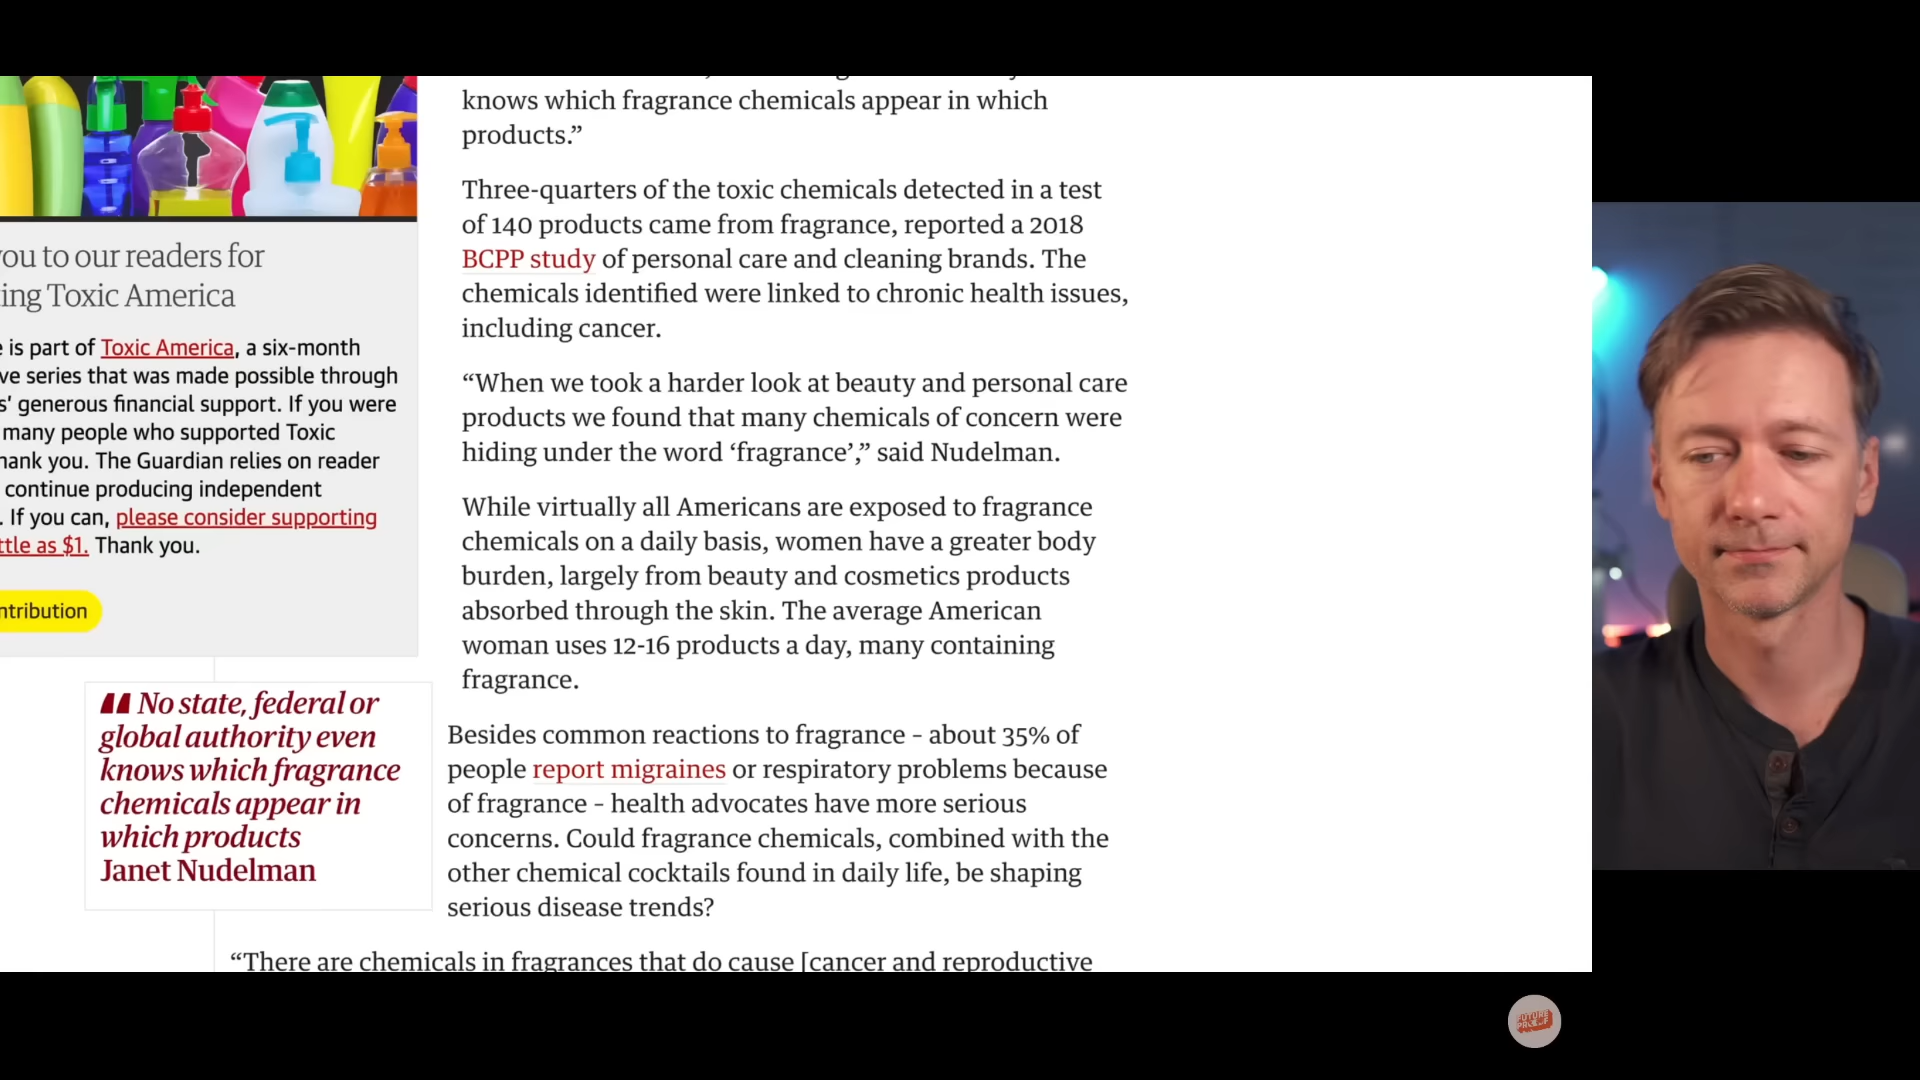 knows which fragrance chemicals appear in which
products.”
Three-quarters of the toxic chemicals detected in a test
of 140 products came from fragrance, reported a 2018
BCPP study of personal care and cleaning brands. The
chemicals identified were linked to chronic health issues,
including cancer.
“When we took a harder look at beauty and personal care
products we found that many chemicals of concern were
hiding under the word ‘fragrance’,” said Nudelman.
While virtually all Americans are exposed to fragrance
chemicals on a daily basis, women have a greater body
burden, largely from beauty and cosmetics products
absorbed through the skin. The average American
woman uses 12-16 products a day, many containing
fragrance.
Besides common reactions to fragrance – about 35% of
people report migraines or respiratory problems because
of fragrance – health advocates have more serious
concerns. Could fragrance chemicals, combined with the
other chemical cocktails found in daily life, be shaping
serious disease trends?
“There are chemicals in fragrances that do cause [cancer and reproductive
ou to our readers for
ing Toxic America
is part of Toxic America, a six-month
ve series that was made possible through
s’ generous financial support. If you were
many people who supported Toxic
hank you. The Guardian relies on reader
continue producing independent
. If you can, please consider supporting
ttle as $1. Thank you.
ntribution
No state, federal or
global authority even
knows which fragrance
chemicals appear in
which products
Janet Nudelman
FUTURE
PROOF